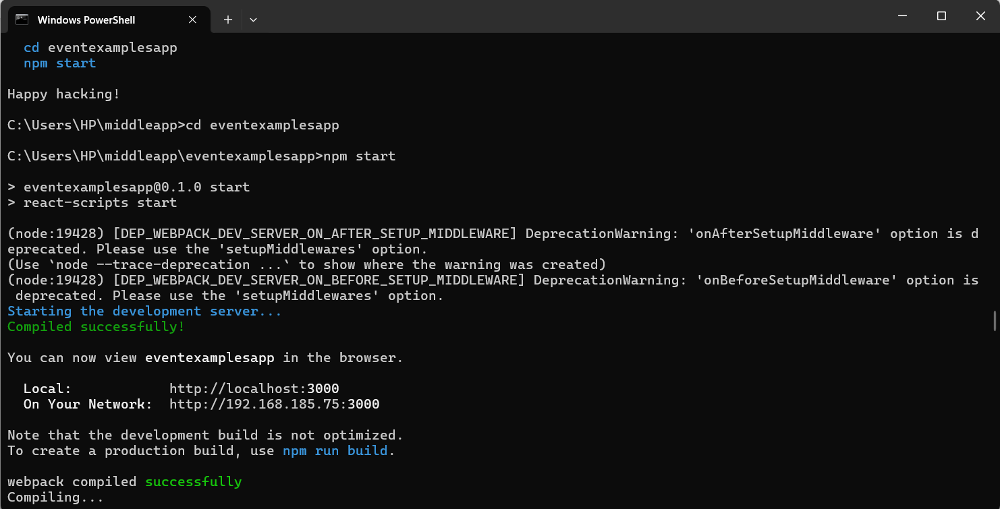 Windows PowerShell
cd eventexamplesapp
npm start
Happy hacking!
C:\Users\HP\middleapp>cd eventexamplesapp
C:\Users\HP\middleapp\eventexamplesapp>npm start
> eventexamplesapp@0.1.0 start
> react-scripts start
(node:19428) [DEP_WEBPACK_DEV_SERVER_ON_AFTER_SETUP_MIDDLEWARE] DeprecationWarning: 'onAfterSetupMiddleware' option is d
eprecated. Please use the 'setupMiddlewares' option.
(Use `node --trace-deprecation ...` to show where the warning was created)
(node:19428) [DEP_WEBPACK_DEV_SERVER_ON_BEFORE_SETUP_MIDDLEWARE] DeprecationWarning: 'onBeforeSetupMiddleware' option is
deprecated. Please use the 'setupMiddlewares' option.
Starting the development server...
Compiled successfully!
You can now view eventexamplesapp in the browser.
Local: http://localhost:3000
On Your Network: http://192.168.185.75:3000
Note that the development build is not optimized.
To create a production build, use npm run build.
webpack compiled successfully
Compiling...